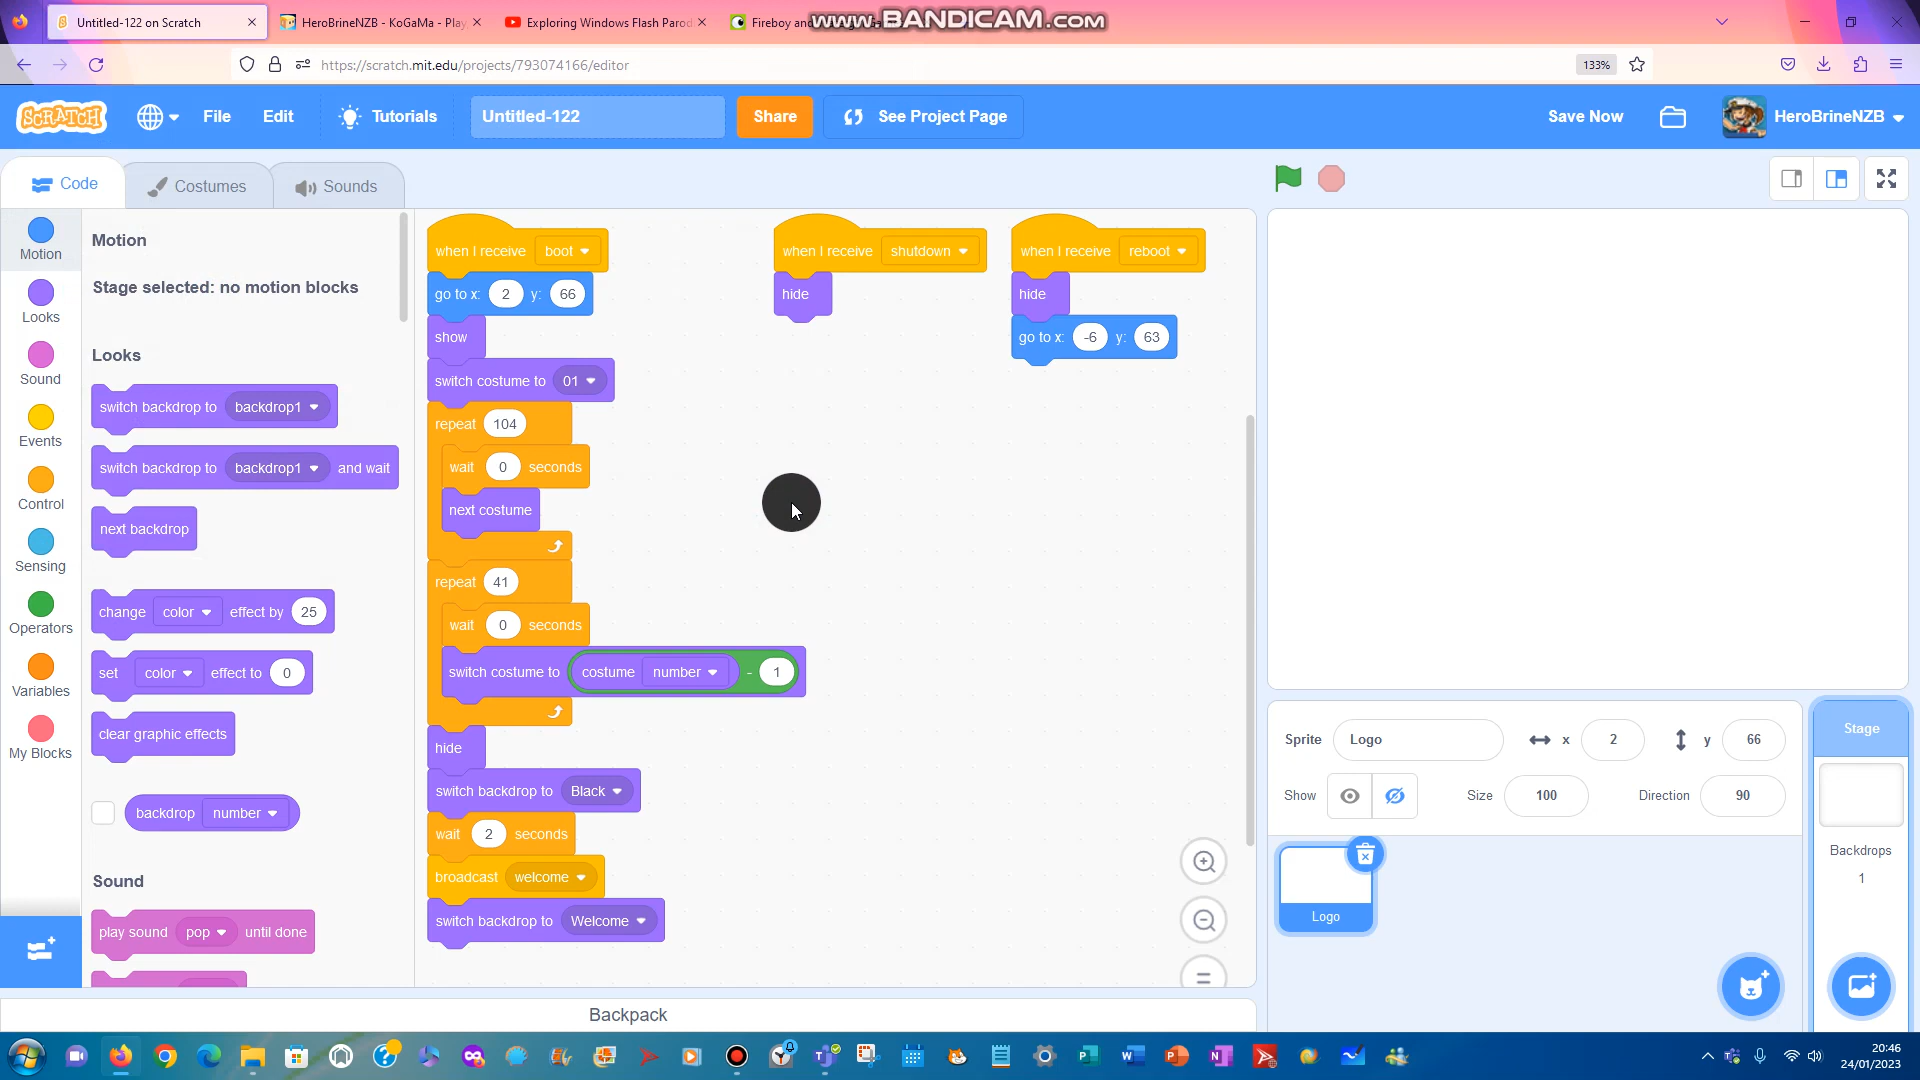 Untitled-122 on Scratch
HeroBrineNZB - KoGaMa - Play
Exploring Windows Flash Parod
Fireboy and
www.BANDICAM.COM
https://scratch.mit.edu/projects/793074166/editor
133%
SCRATCH
File
Edit
Tutorials
Untitled-122
Share
See Project Page
Save Now
HeroBrineNZB
Code
Costumes
Sounds
Motion
Looks
Sound
Events
Control
Sensing
Operators
Variables
My Blocks
Motion
Stage selected: no motion blocks
Looks
switch backdrop to backdrop1
switch backdrop to backdrop1 and wait
next backdrop
change color effect by 25
set color effect to 0
clear graphic effects
backdrop number
Sound
play sound pop until done
when I receive boot
go to x: 2 y: 66
show
switch costume to 01
repeat 104
wait 0 seconds
next costume
repeat 41
wait 0 seconds
switch costume to costume number - 1
hide
switch backdrop to Black
wait 2 seconds
broadcast welcome
switch backdrop to Welcome
when I receive shutdown
hide
when I receive reboot
hide
go to x: -6 y: 63
Sprite Logo x 2 y 66
Show Size 100 Direction 90
Logo
Stage
Backdrops
1
Backpack
20:46
24/01/2023